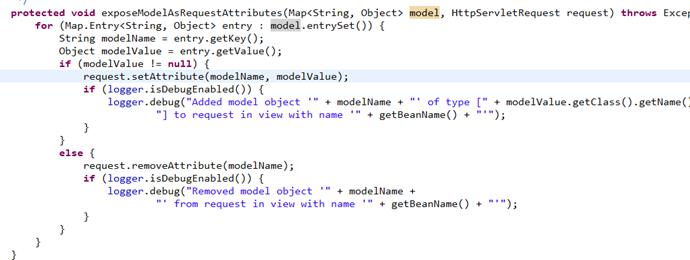 */
protected void exposeModelAsRequestAttributes(Map<String, Object> model, HttpServletRequest request) throws Excep
for (Map.Entry<String, Object> entry : model.entrySet()) {
String modelName = entry.getKey();
Object modelValue = entry.getValue();
if (modelValue != null) {
request.setAttribute(modelName, modelValue);
if (logger.isDebugEnabled()) {
logger.debug("Added model object '" + modelName + "' of type [" + modelValue.getClass().getName()
"] to request in view with name '" + getBeanName() + "'");
}
}
else {
request.removeAttribute(modelName);
if (logger.isDebugEnabled()) {
logger.debug("Removed model object '" + modelName +
"' from request in view with name '" + getBeanName() + "'");
}
}
}
}